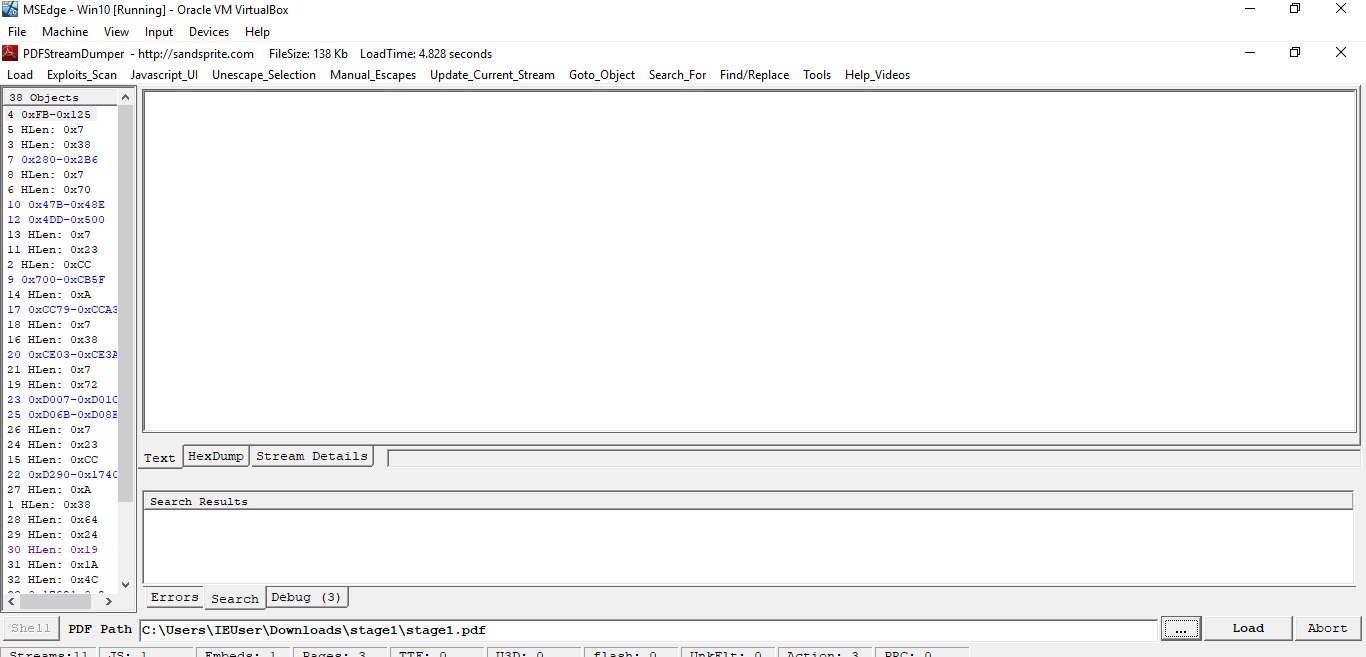 MSEdge - Win10 [Running] - Oracle VM VirtualBox
File Machine View Input Devices Help
PDFStreamDumper - http://sandsprite.com FileSize: 138 Kb LoadTime: 4.828 seconds
Load Exploits_Scan Javascript_UI Unescape_Selection Manual_Escapes Update_Current_Stream Goto_Object Search_For Find/Replace Tools Help_Videos
38 Objects
4 0xFB-0x125
5 HLen: 0x7
3 HLen: 0x38
7 0x280-0x2B6
8 HLen: 0x7
6 HLen: 0x70
10 0x47B-0x48E
12 0x4DD-0x500
13 HLen: 0x7
11 HLen: 0x23
2 HLen: 0xCC
9 0x700-0xCB5F
14 HLen: 0xA
17 0xCC79-0xCCA3
18 HLen: 0x7
16 HLen: 0x38
20 0xCE03-0xCE3A
21 HLen: 0x7
19 HLen: 0x72
23 0xD007-0xD01C
25 0xD06B-0xD08E
26 HLen: 0x7
24 HLen: 0x23
15 HLen: 0xCC
22 0xD290-0x174C
27 HLen: 0xA
1 HLen: 0x38
28 HLen: 0x64
29 HLen: 0x24
30 HLen: 0x19
31 HLen: 0x1A
32 HLen: 0x4C
Text HexDump Stream Details
Search Results
Errors Search Debug (3)
Shell PDF Path C:\Users\IEUser\Downloads\stage1\stage1.pdf ... Load Abort
Streams:11 JS: 1 Embeds: 1 Pages: 3 TTF: 0 U3D: 0 flash: 0 UnkFlt: 0 Action: 3 PRC: 0